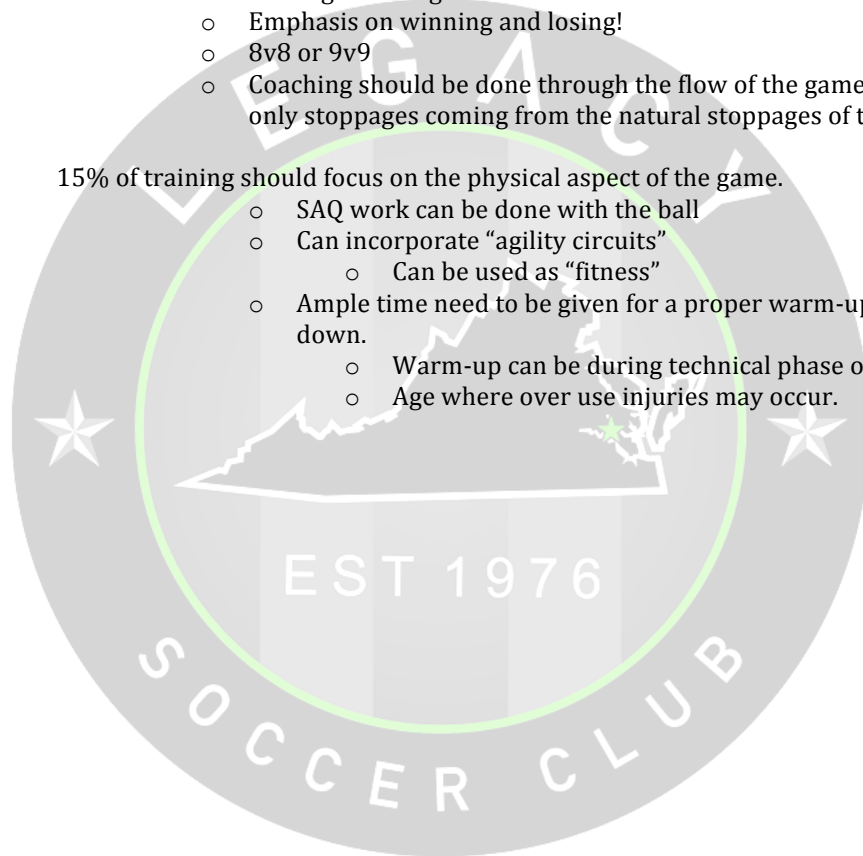 o Emphasis on winning and losing!
o 8v8 or 9v9
o Coaching should be done through the flow of the game
only stoppages coming from the natural stoppages of t
15% of training should focus on the physical aspect of the game.
o SAQ work can be done with the ball
o Can incorporate “agility circuits”
o Can be used as “fitness”
o Ample time need to be given for a proper warm-up
down.
o Warm-up can be during technical phase o
o Age where over use injuries may occur.
LEGACY
EST 1976
SOCCER CLUB